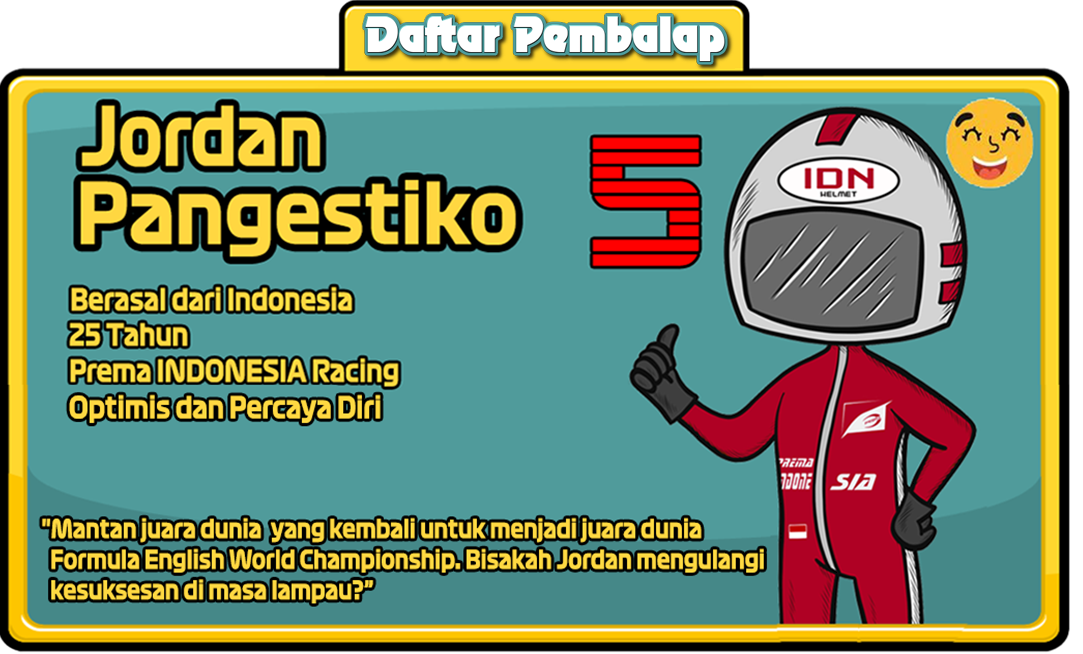 Daftar Pembalap
Jordan
Pangestiko
5
IDN
HELMET
Berasal dari Indonesia
25 Tahun
Prema INDONESIA Racing
Optimis dan Percaya Diri
PREMA
NDONE SIA
"Mantan juara dunia yang kembali untuk menjadi juara dunia
Formula English World Championship. Bisakah Jordan mengulangi
kesuksesan di masa lampau?"